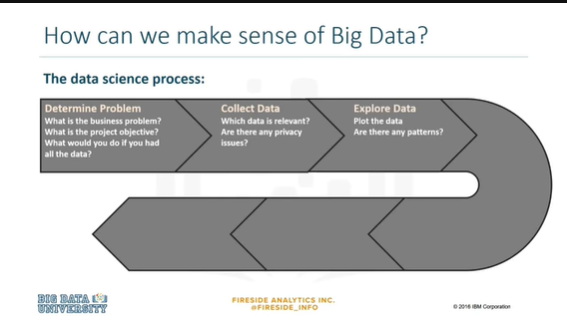 How can we make sense of Big Data?
The data science process:
Determine Problem
What is the business problem?
What is the project objective?
What would you do if you had
all the data?
Collect Data
Which data is relevant?
Are there any privacy
issues?
Explore Data
Plot the data
Are there any patterns?
BIG DATA
UNIVERSITY
FIRESIDE ANALYTICS INC.
@FIRESIDE_INFO
© 2016 IBM Corporation